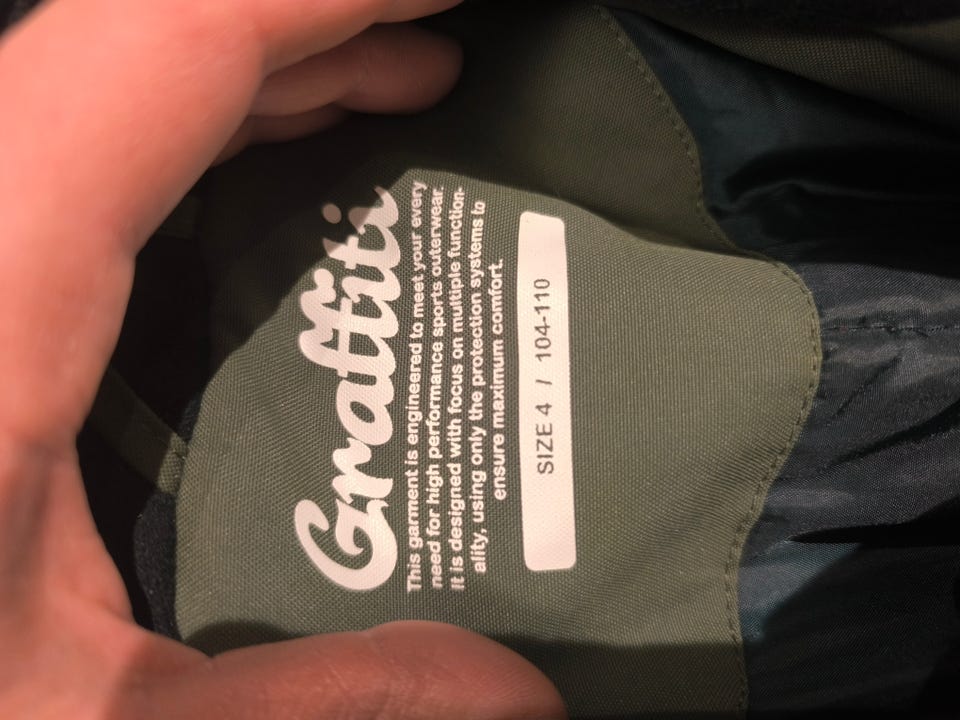 Graffiti
This garment is engineered to meet your every
need for high performance sports outerwear.
It is designed with focus on multiple function-
ality, using only the protection systems to
ensure maximum comfort.
SIZE 4 / 104-110